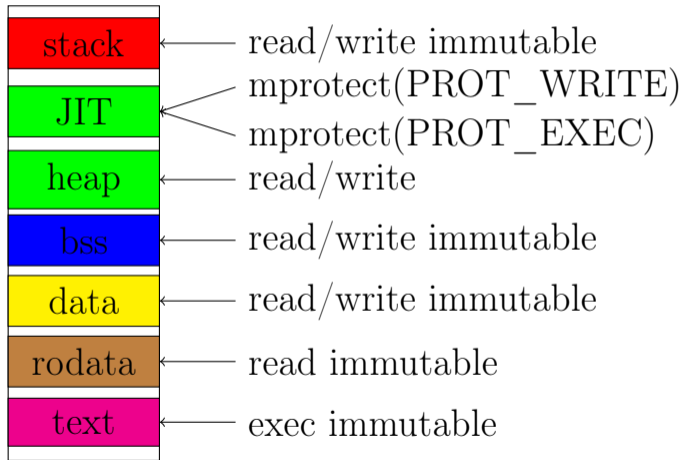 stack read/write immutable
mprotect(PROT_WRITE)
JIT
mprotect(PROT_EXEC)
heap read/write
bss read/write immutable
data read/write immutable
rodata read immutable
text exec immutable